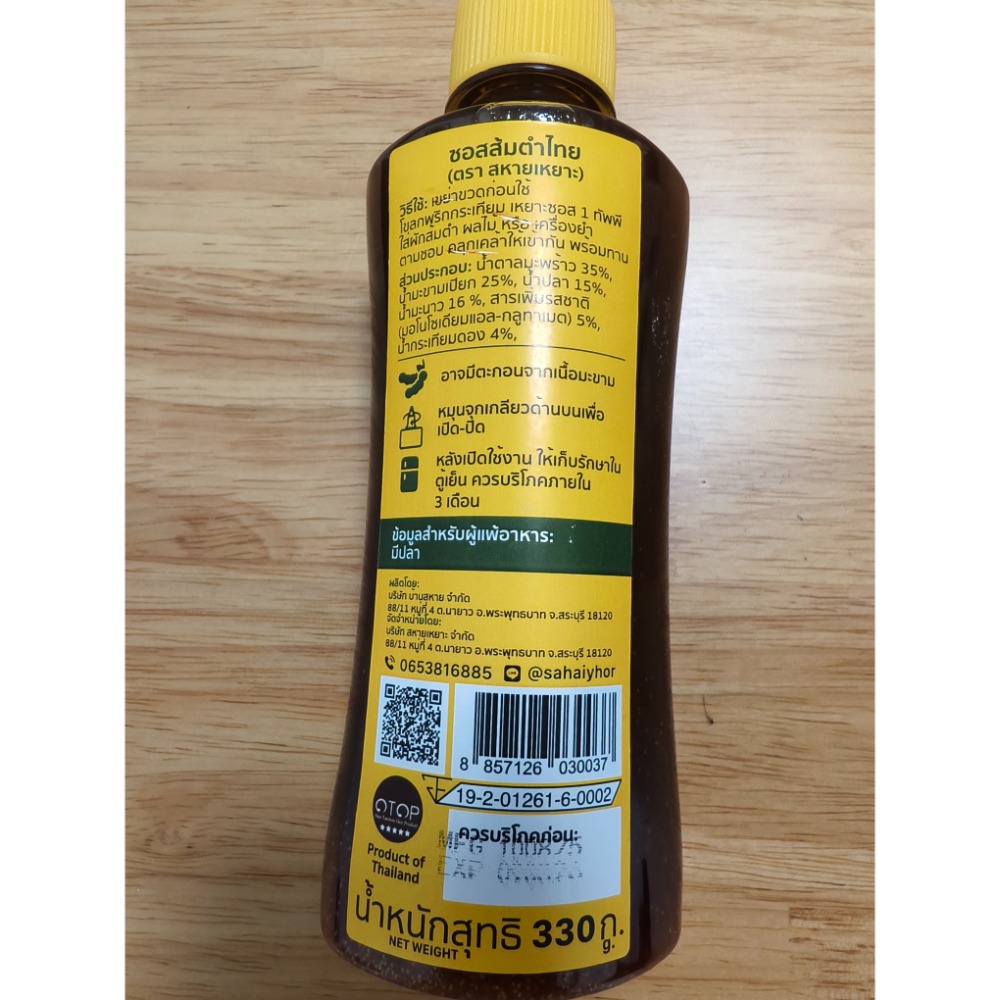 ซอสส้มตำไทย
(ตรา สหายเหยาะ)
วิธีใช้: เขย่าขวดก่อนใช้
โขลกพริกกระเทียม เหยาะซอส 1 ทัพพี
ใส่ผักส้มตำ ผลไม้ หรือ เครื่องยำ
ตามชอบ คลุกเคล้าให้เข้ากัน พร้อมทาน
ส่วนประกอบ: น้ำตาลมะพร้าว 35%,
น้ำมะขามเปียก 25%, น้ำปลา 15%,
น้ำมะนาว 16 %, สารเพิ่มรสชาติ
(มอโนโซเดียมแอล-กลูทาเมต) 5%,
น้ำกระเทียมดอง 4%,
อาจมีตะกอนจากเนื้อมะขาม
หมุนจุกเกลียวด้านบนเพื่อ
เปิด-ปิด
หลังเปิดใช้งาน ให้เก็บรักษาใน
ตู้เย็น ควรบริโภคภายใน
3 เดือน
ข้อมูลสำหรับผู้แพ้อาหาร:
มีปลา
ผลิตโดย:
บริษัท บ้านสหาย จำกัด
88/11 หมู่ที่ 4 ต.นายาว อ.พระพุทธบาท จ.สระบุรี 18120
จัดจำหน่ายโดย:
บริษัท สหายเหยาะ จำกัด
88/11 หมู่ที่ 4 ต.นายาว อ.พระพุทธบาท จ.สระบุรี 18120
0653816885 @sahaiyhor
8 857126 030037
19-2-01261-6-0002
OTOP
Product of
Thailand
ควรบริโภคก่อน:
MFG
EXP
น้ำหนักสุทธิ 330 ก.
NET WEIGHT g.